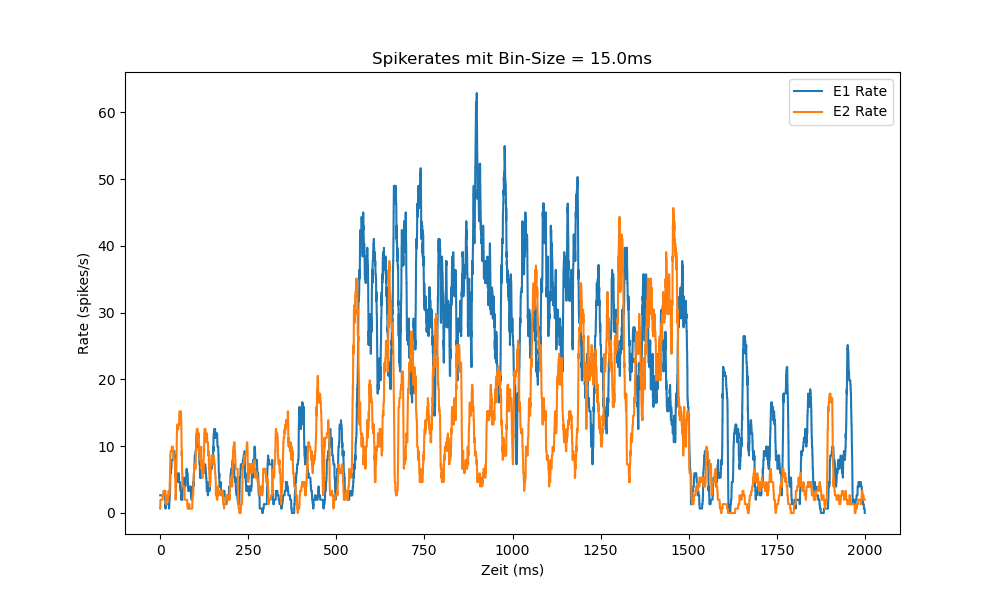 Spikerates mit Bin-Size = 15.0ms
E1 Rate
E2 Rate
60
50
40
30
20
10
0
Rate (spikes/s)
0 250 500 750 1000 1250 1500 1750 2000
Zeit (ms)